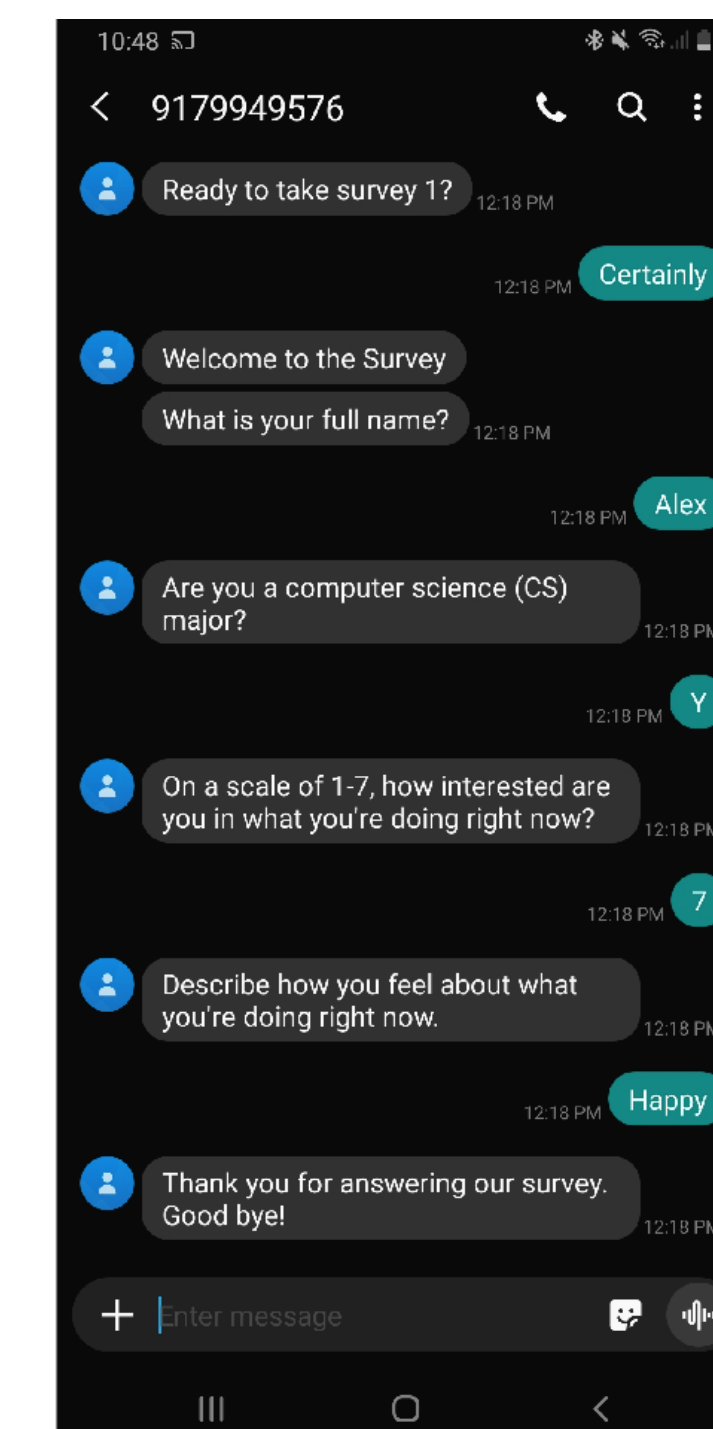 10:48
9179949576
Ready to take survey 1?
12:18 PM
Certainly
12:18 PM
Welcome to the Survey
What is your full name?
12:18 PM
Alex
12:18 PM
Are you a computer science (CS)
major?
12:18 PM
Y
12:18 PM
On a scale of 1-7, how interested are
you in what you're doing right now?
12:18 PM
7
12:18 PM
Describe how you feel about what
you're doing right now.
12:18 PM
Happy
12:18 PM
Thank you for answering our survey.
Good bye!
12:18 PM
Enter message